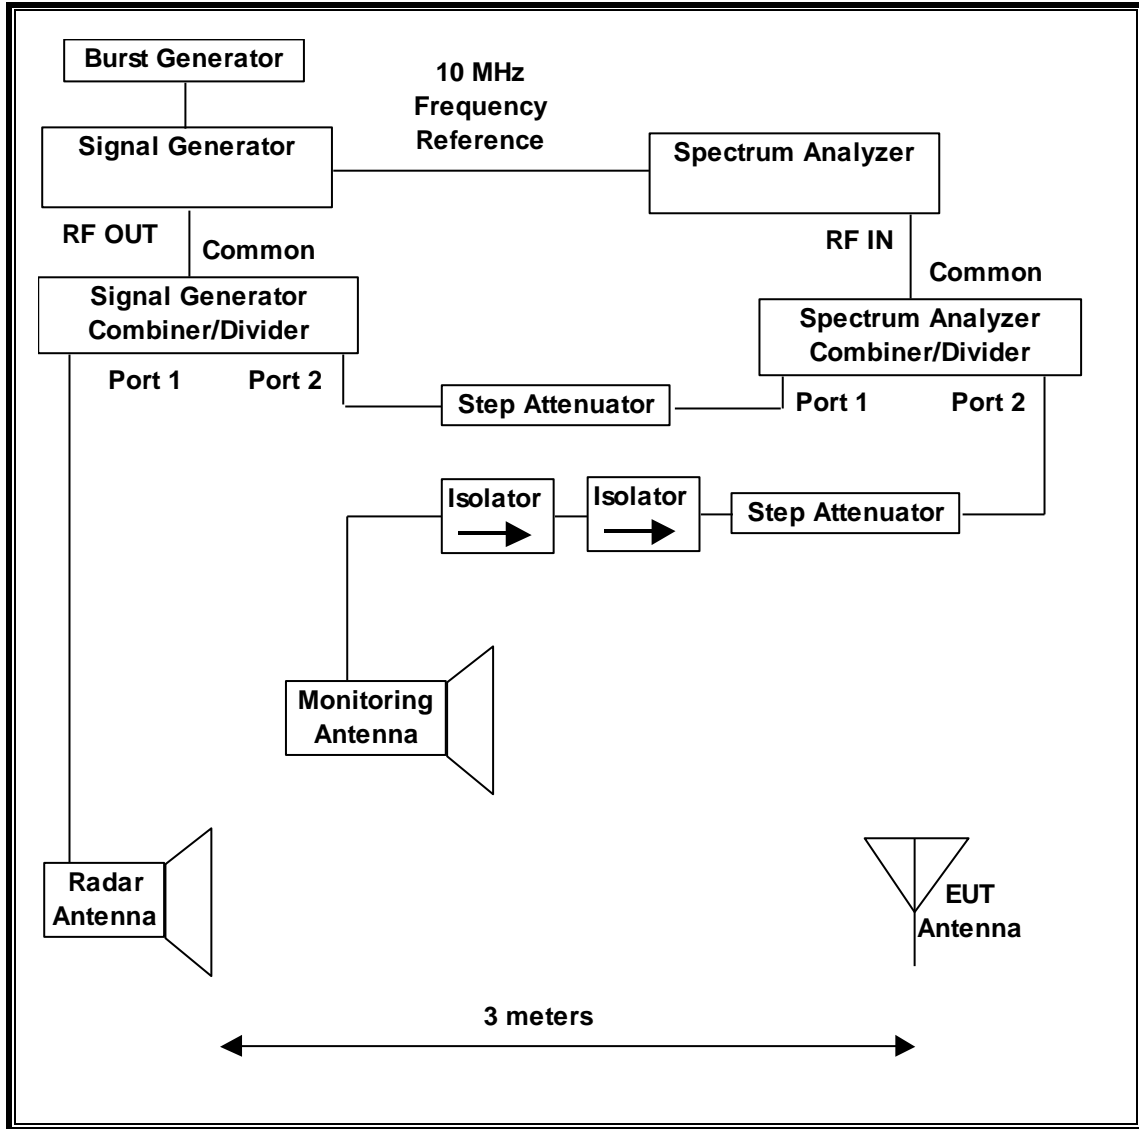 Burst Generator
10 MHz
Frequency
Reference
Signal Generator
Spectrum Analyzer
RF OUT
Common
RF IN
Common
Signal Generator
Combiner/Divider
Spectrum Analyzer
Combiner/Divider
Port 1
Port 2
Step Attenuator
Port 1
Port 2
Isolator
Isolator
Step Attenuator
Monitoring
Antenna
Radar
Antenna
EUT
Antenna
3 meters